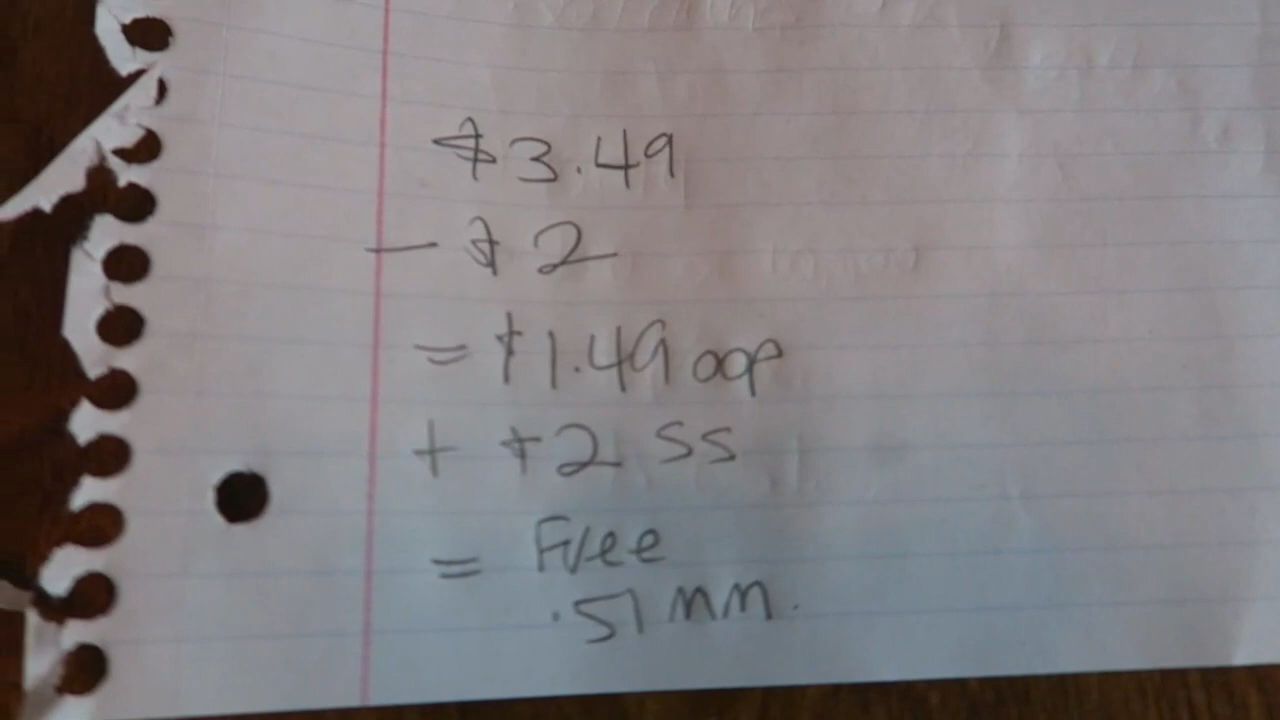 $3.49
- $2
= $1.49 oop
+ $2 SS
= Free
.51 mm.